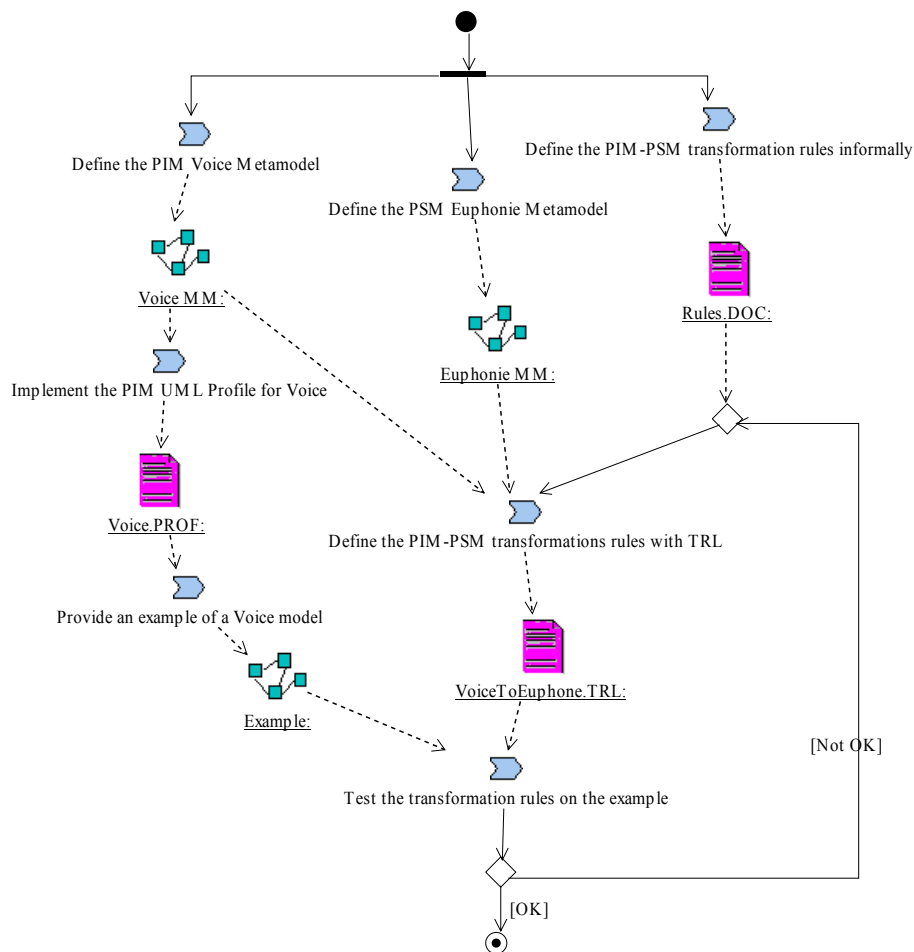 Define the PIM Voice Metamodel
Define the PIM-PSM transformation rules informally
Define the PSM Euphonie Metamodel
Voice MM:
Rules.DOC:
Euphonie MM:
Implement the PIM UML Profile for Voice
Voice.PROF:
Define the PIM-PSM transformations rules with TRL
Provide an example of a Voice model
VoiceToEuphone.TRL:
Example:
[Not OK]
Test the transformation rules on the example
[OK]